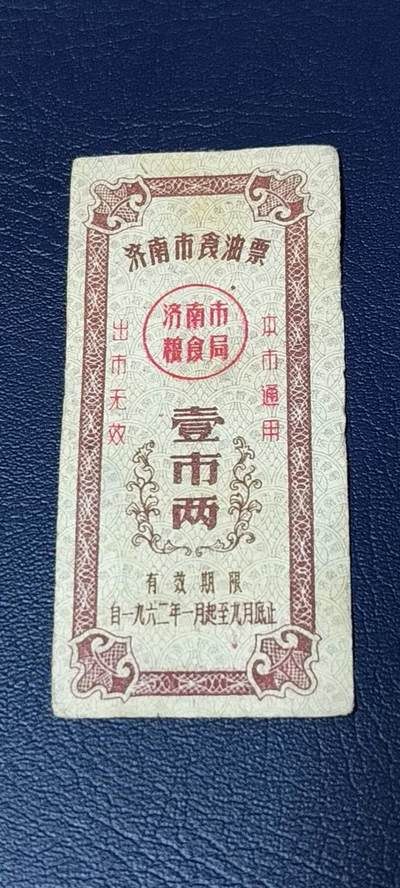 济南市食油票
济南市
粮食局
本市通用
出市无效
壹市两
有效期限
自一九六二年一月起至九月底止